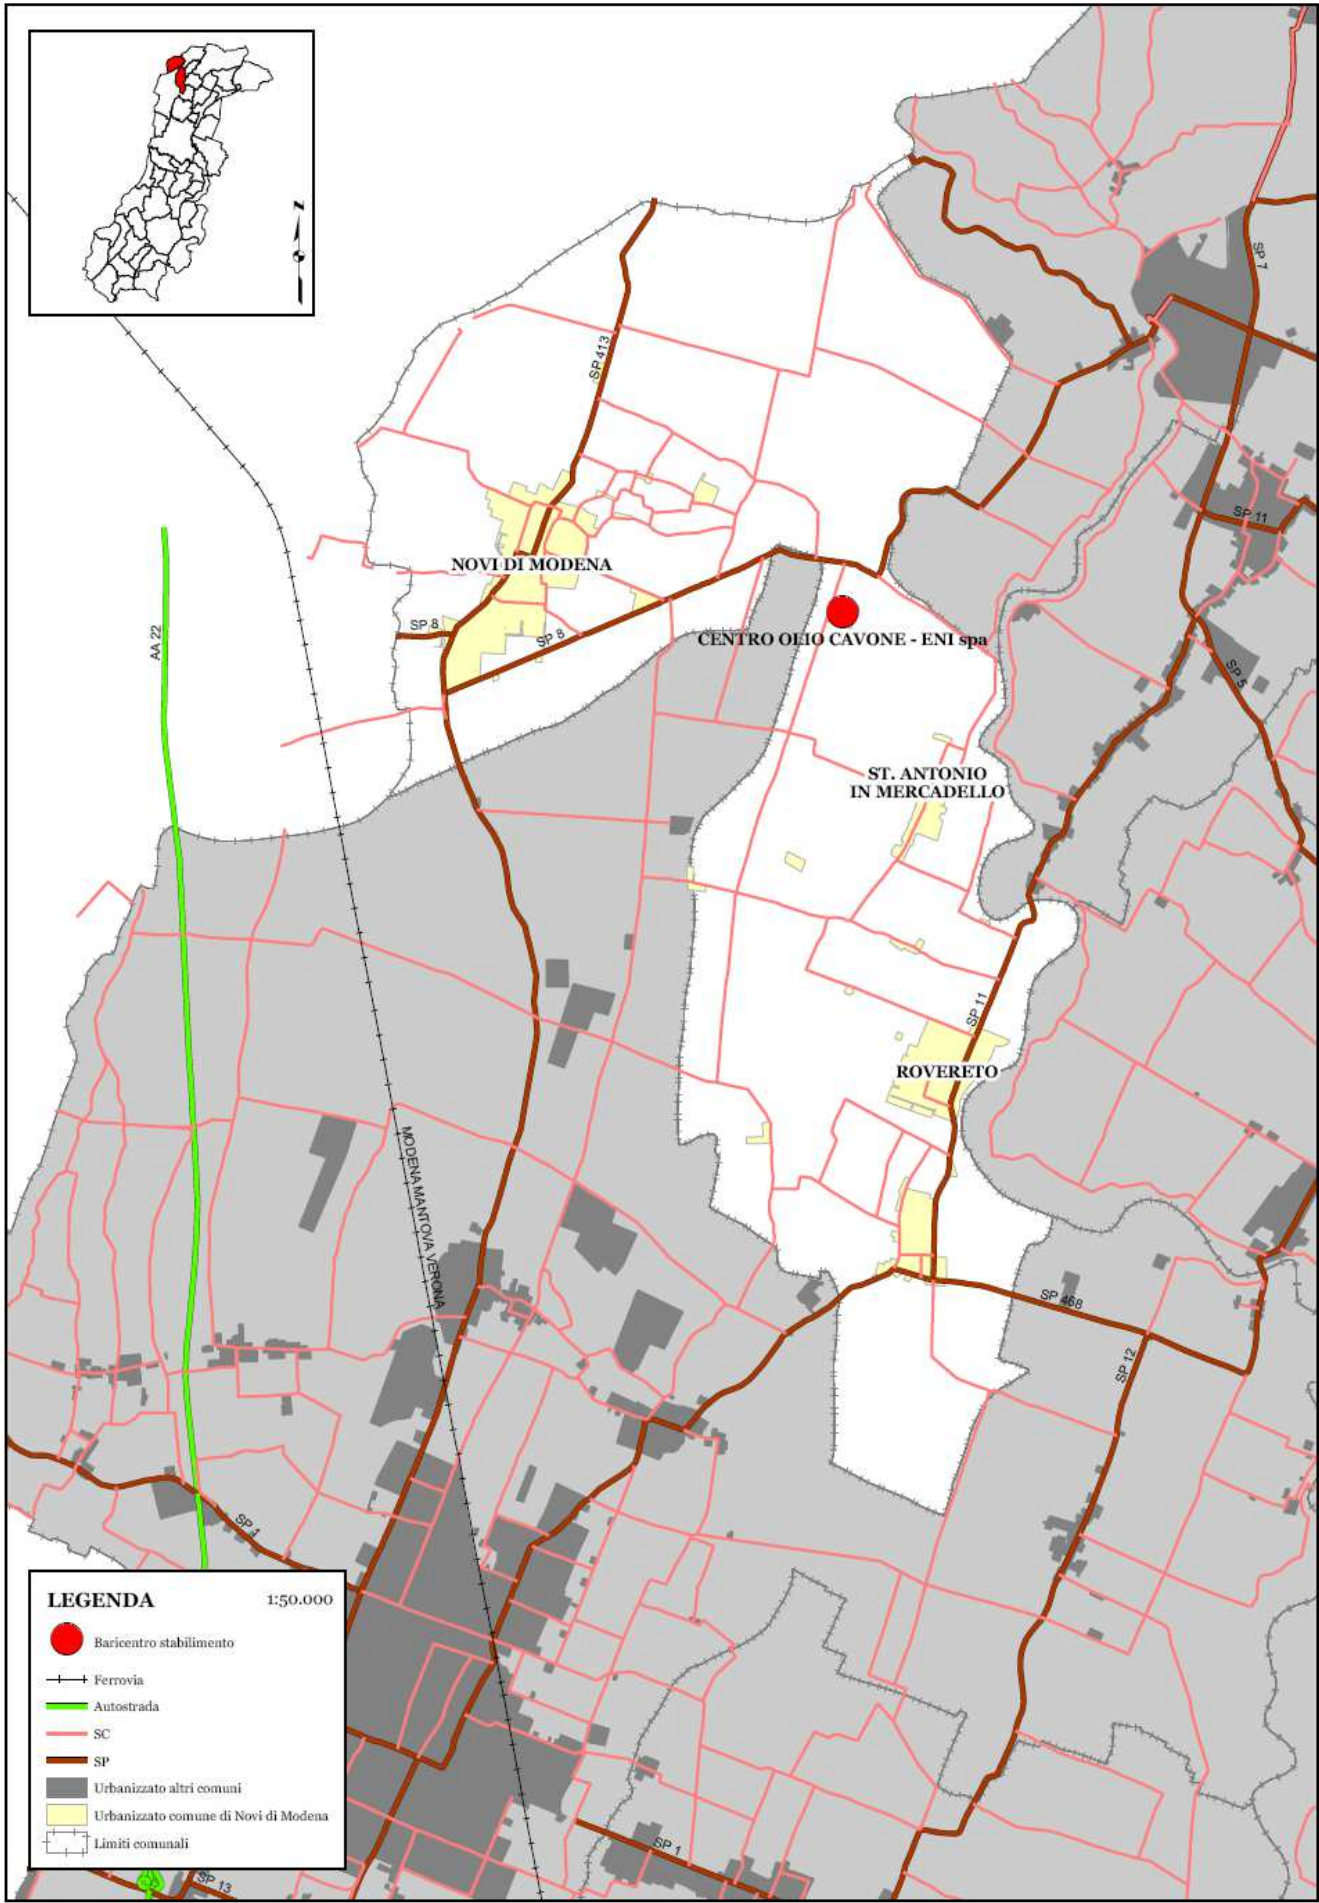 Z
SP 7
SP 413
SP 11
NOVI DI MODENA
SP 8
SP 8
AA 22
CENTRO OLIO CAVONE - ENI spa
SP 5
ST. ANTONIO
IN MERCADELLO
SP 11
ROVERETO
MODENA MANTOVA VERONA
SP 468
SP 12
SP 1
LEGENDA 1:50.000
Baricentro stabilimento
Ferrovia
Autostrada
SC
SP
Urbanizzato altri comuni
Urbanizzato comune di Novi di Modena
Limiti comunali
SP 1
SP 13